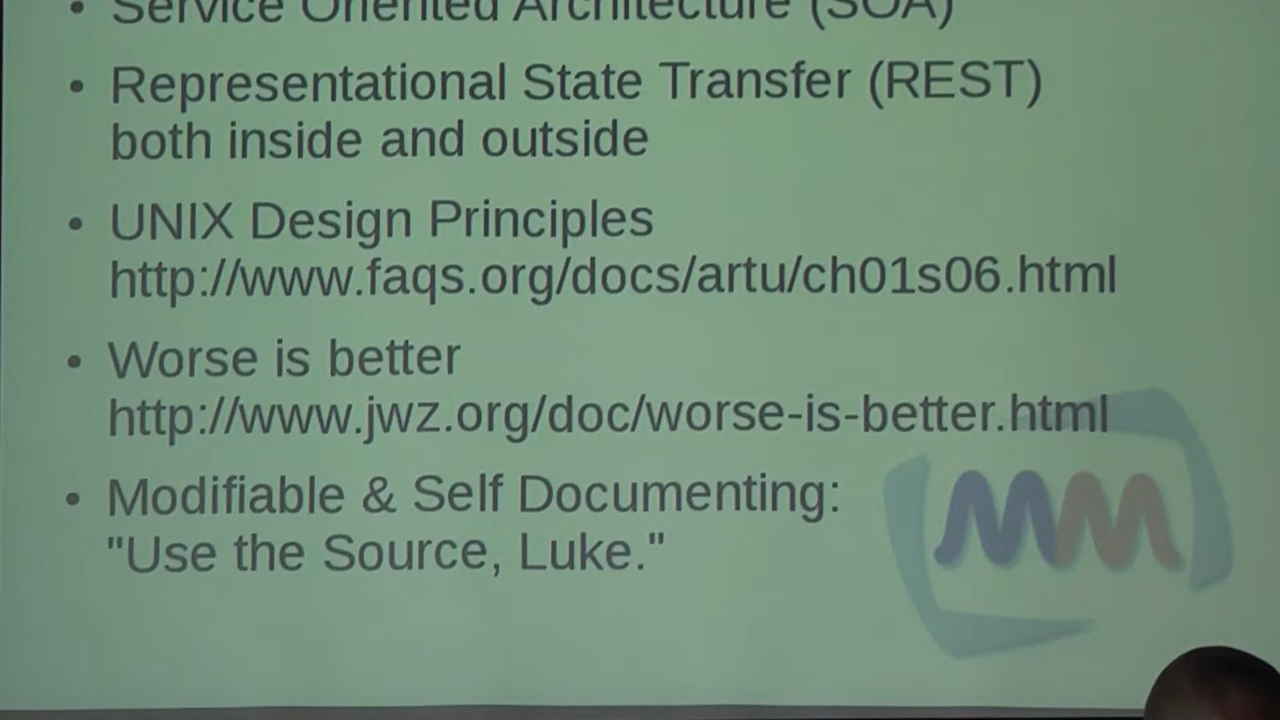 • Service Oriented Architecture (SOA)
• Representational State Transfer (REST)
both inside and outside
• UNIX Design Principles
http://www.faqs.org/docs/artu/ch01s06.html
• Worse is better
http://www.jwz.org/doc/worse-is-better.html
• Modifiable & Self Documenting:
"Use the Source, Luke."
MM